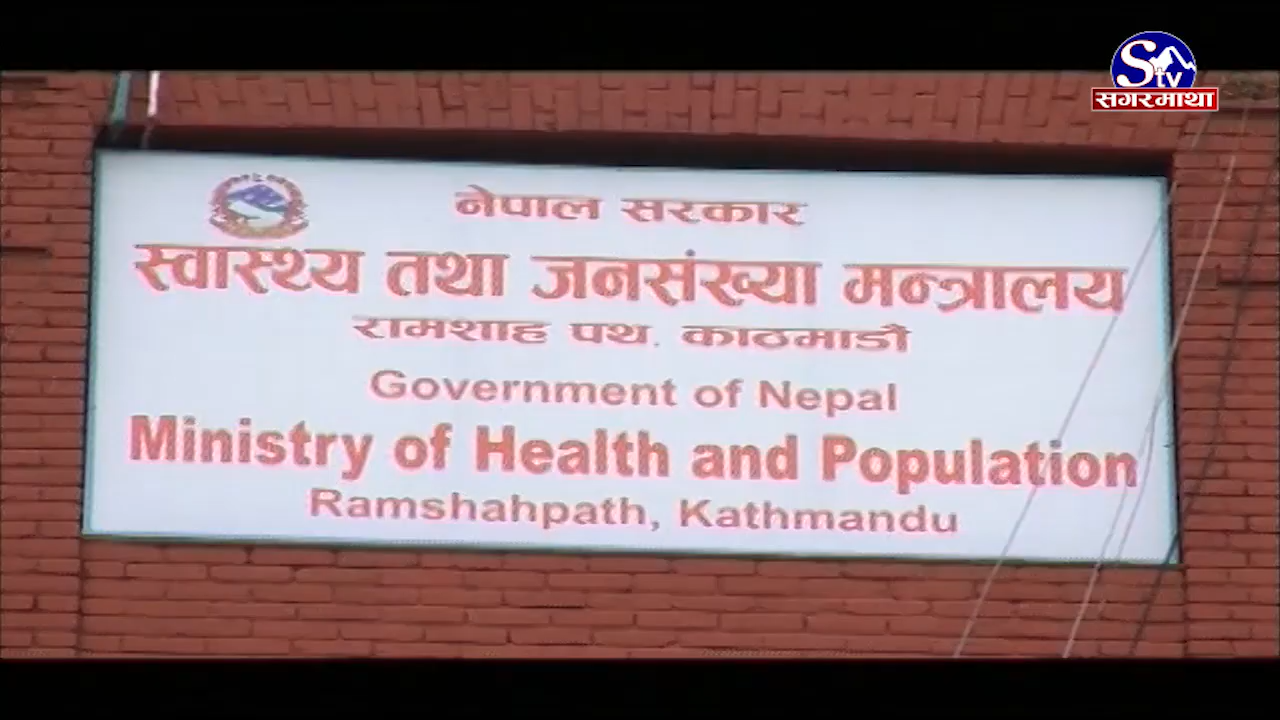 STV
सगरमाथा
नेपाल सरकार
स्वास्थ्य तथा जनसंख्या मन्त्रालय
रामशाह पथ, काठमाडौं
Government of Nepal
Ministry of Health and Population
Ramshahpath, Kathmandu